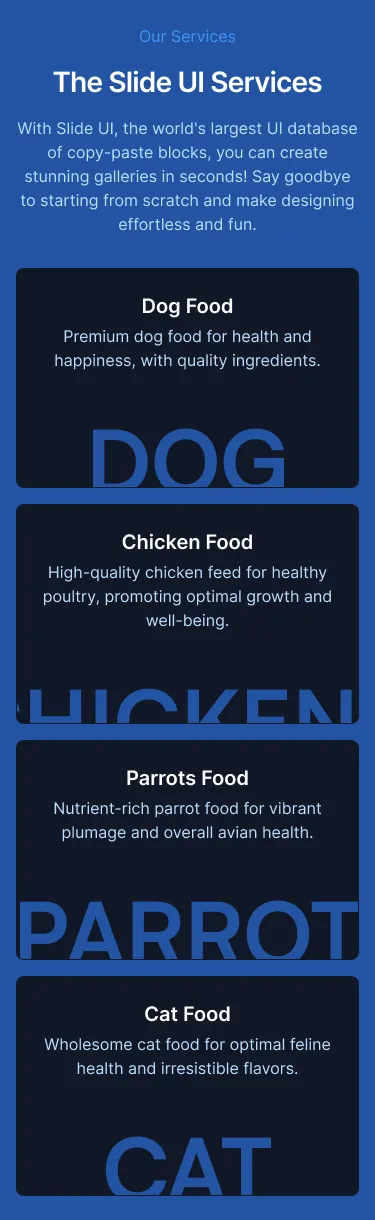 Our Services
The Slide UI Services
With Slide UI, the world's largest UI database
of copy-paste blocks, you can create
stunning galleries in seconds! Say goodbye
to starting from scratch and make designing
effortless and fun.
Dog Food
Premium dog food for health and
happiness, with quality ingredients.
DOG
Chicken Food
High-quality chicken feed for healthy
poultry, promoting optimal growth and
well-being.
CHICKEN
Parrots Food
Nutrient-rich parrot food for vibrant
plumage and overall avian health.
PARROT
Cat Food
Wholesome cat food for optimal feline
health and irresistible flavors.
CAT